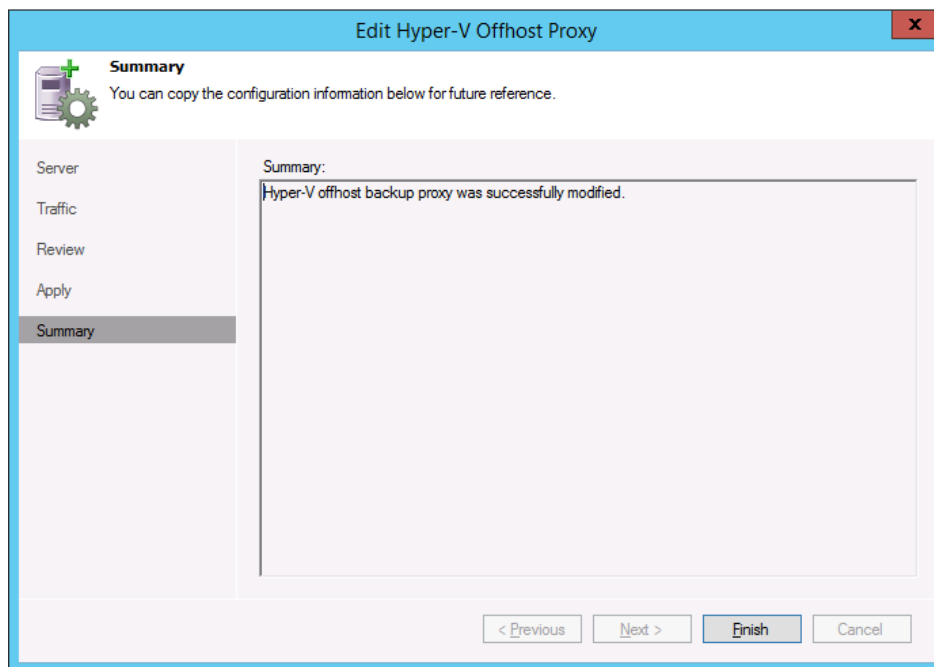 Edit Hyper-V Offhost Proxy
x
Summary
You can copy the configuration information below for future reference.
Server
Traffic
Review
Apply
Summary
Summary:
Hyper-V offhost backup proxy was successfully modified.
< Previous
Next >
Finish
Cancel